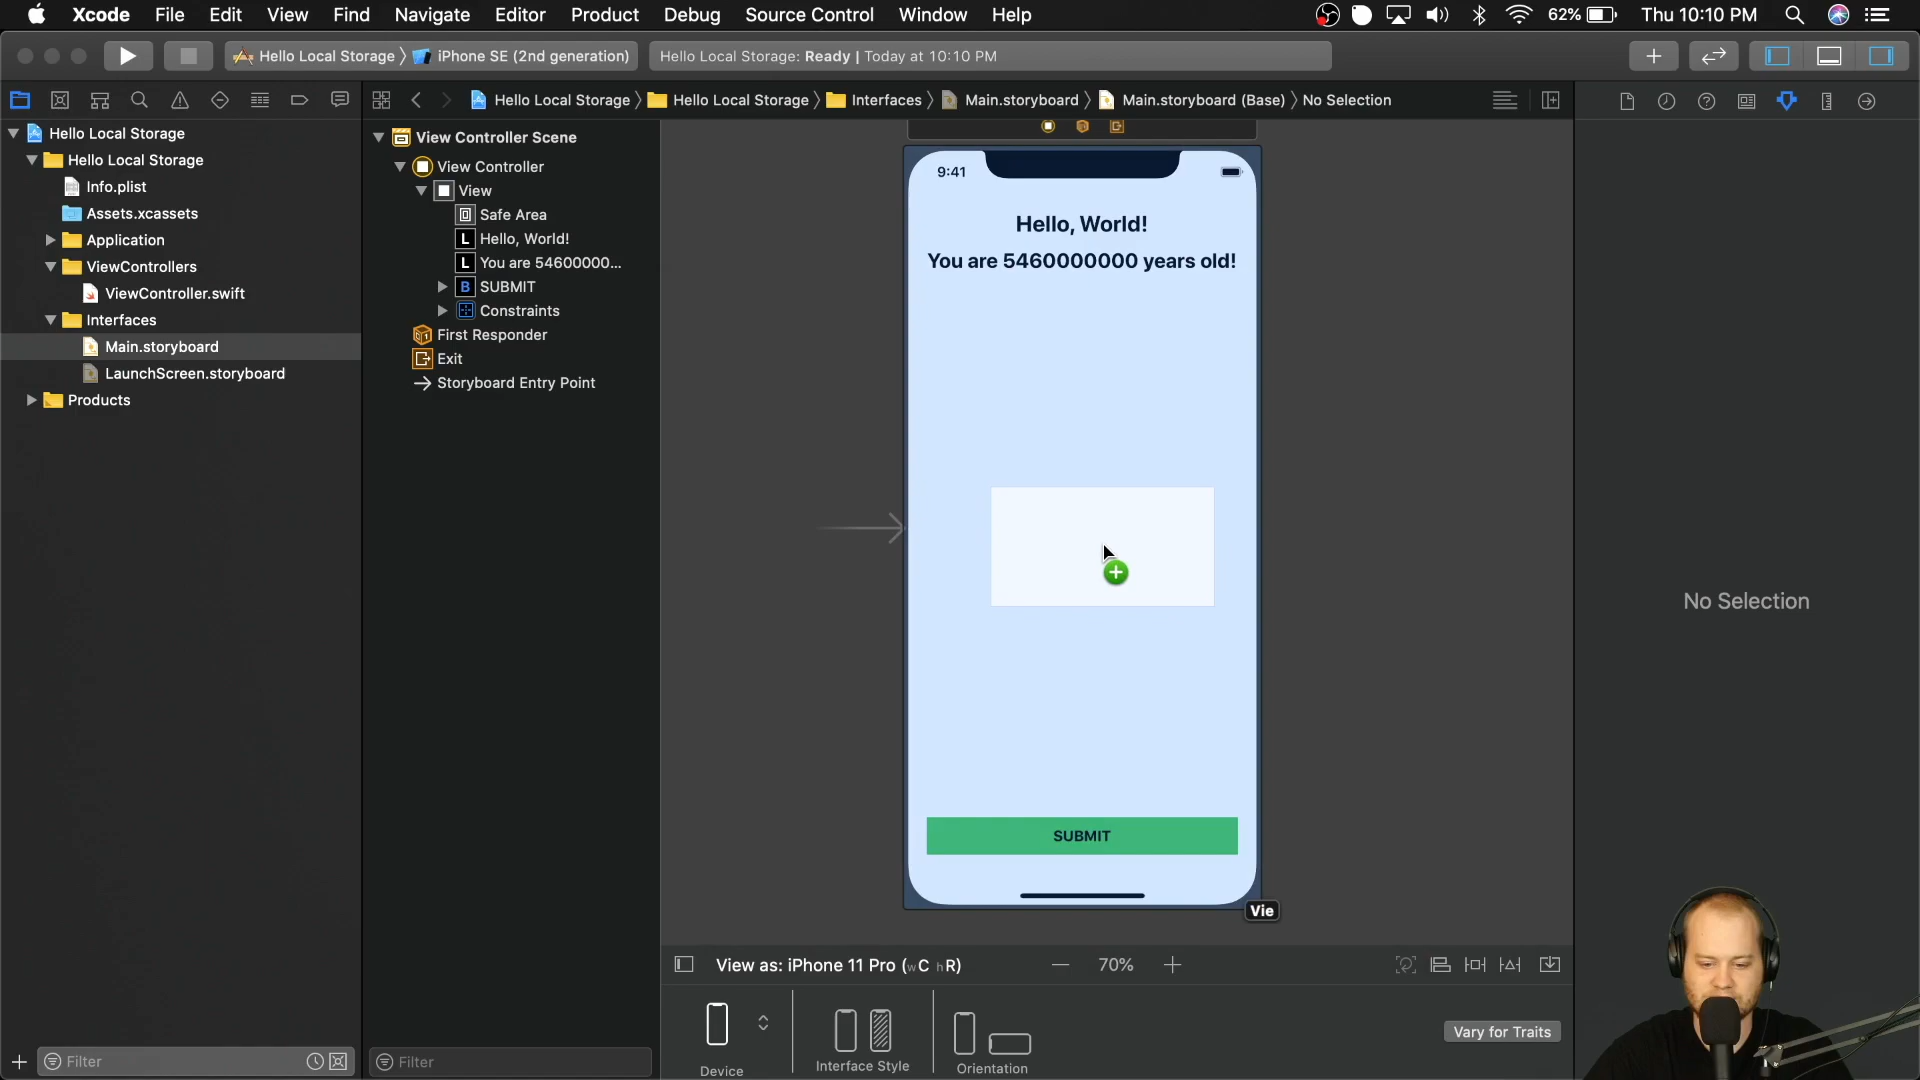 Xcode File Edit View Find Navigate Editor Product Debug Source Control Window Help 62% Thu 10:10 PM
Hello Local Storage iPhone SE (2nd generation) Hello Local Storage: Ready | Today at 10:10 PM
Hello Local Storage Hello Local Storage Interfaces Main.storyboard Main.storyboard (Base) No Selection
Hello Local Storage
Hello Local Storage
Info.plist
Assets.xcassets
Application
ViewControllers
ViewController.swift
Interfaces
Main.storyboard
LaunchScreen.storyboard
Products
Filter
View Controller Scene
View Controller
View
Safe Area
L Hello, World!
L You are 54600000...
B SUBMIT
Constraints
First Responder
Exit
Storyboard Entry Point
Filter
9:41
Hello, World!
You are 5460000000 years old!
SUBMIT
Vie
View as: iPhone 11 Pro (wC hR) 70%
Device
Interface Style
Orientation
Vary for Traits
No Selection